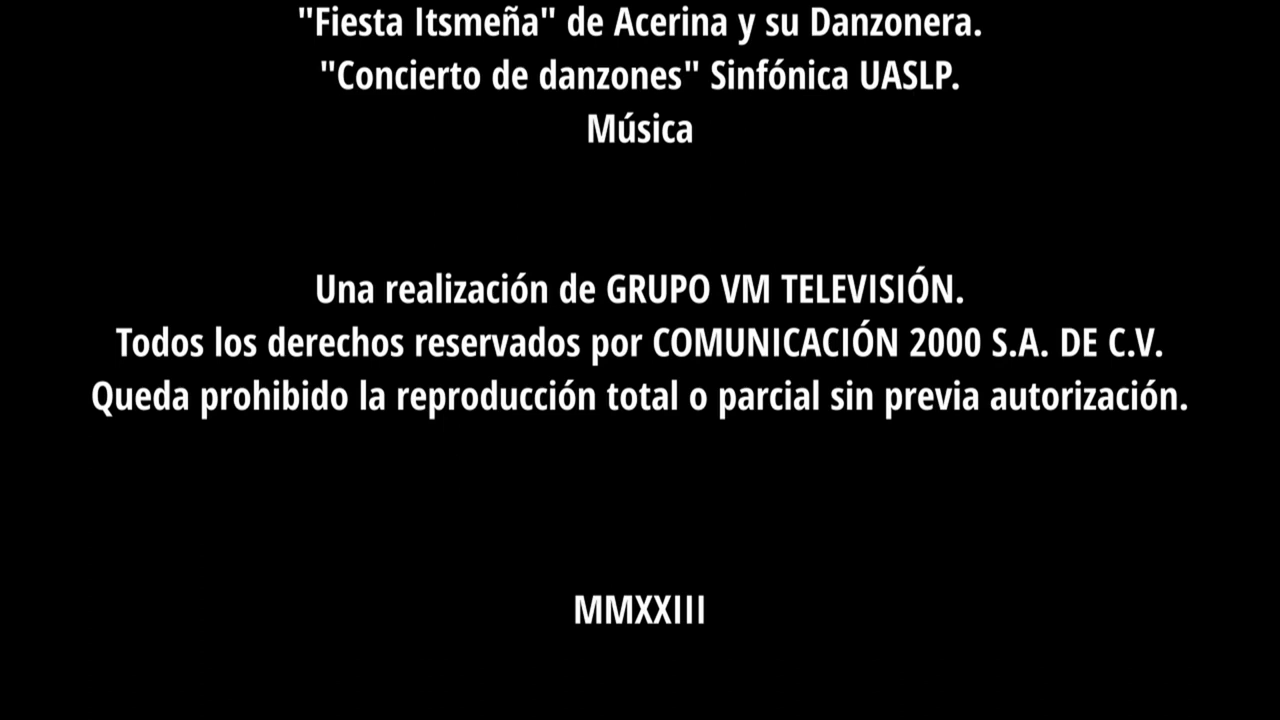 "Fiesta Itsmeña" de Acerina y su Danzonera.
"Concierto de danzones" Sinfónica UASLP.
Música
Una realización de GRUPO VM TELEVISIÓN.
Todos los derechos reservados por COMUNICACIÓN 2000 S.A. DE C.V.
Queda prohibido la reproducción total o parcial sin previa autorización.
MMXXIII